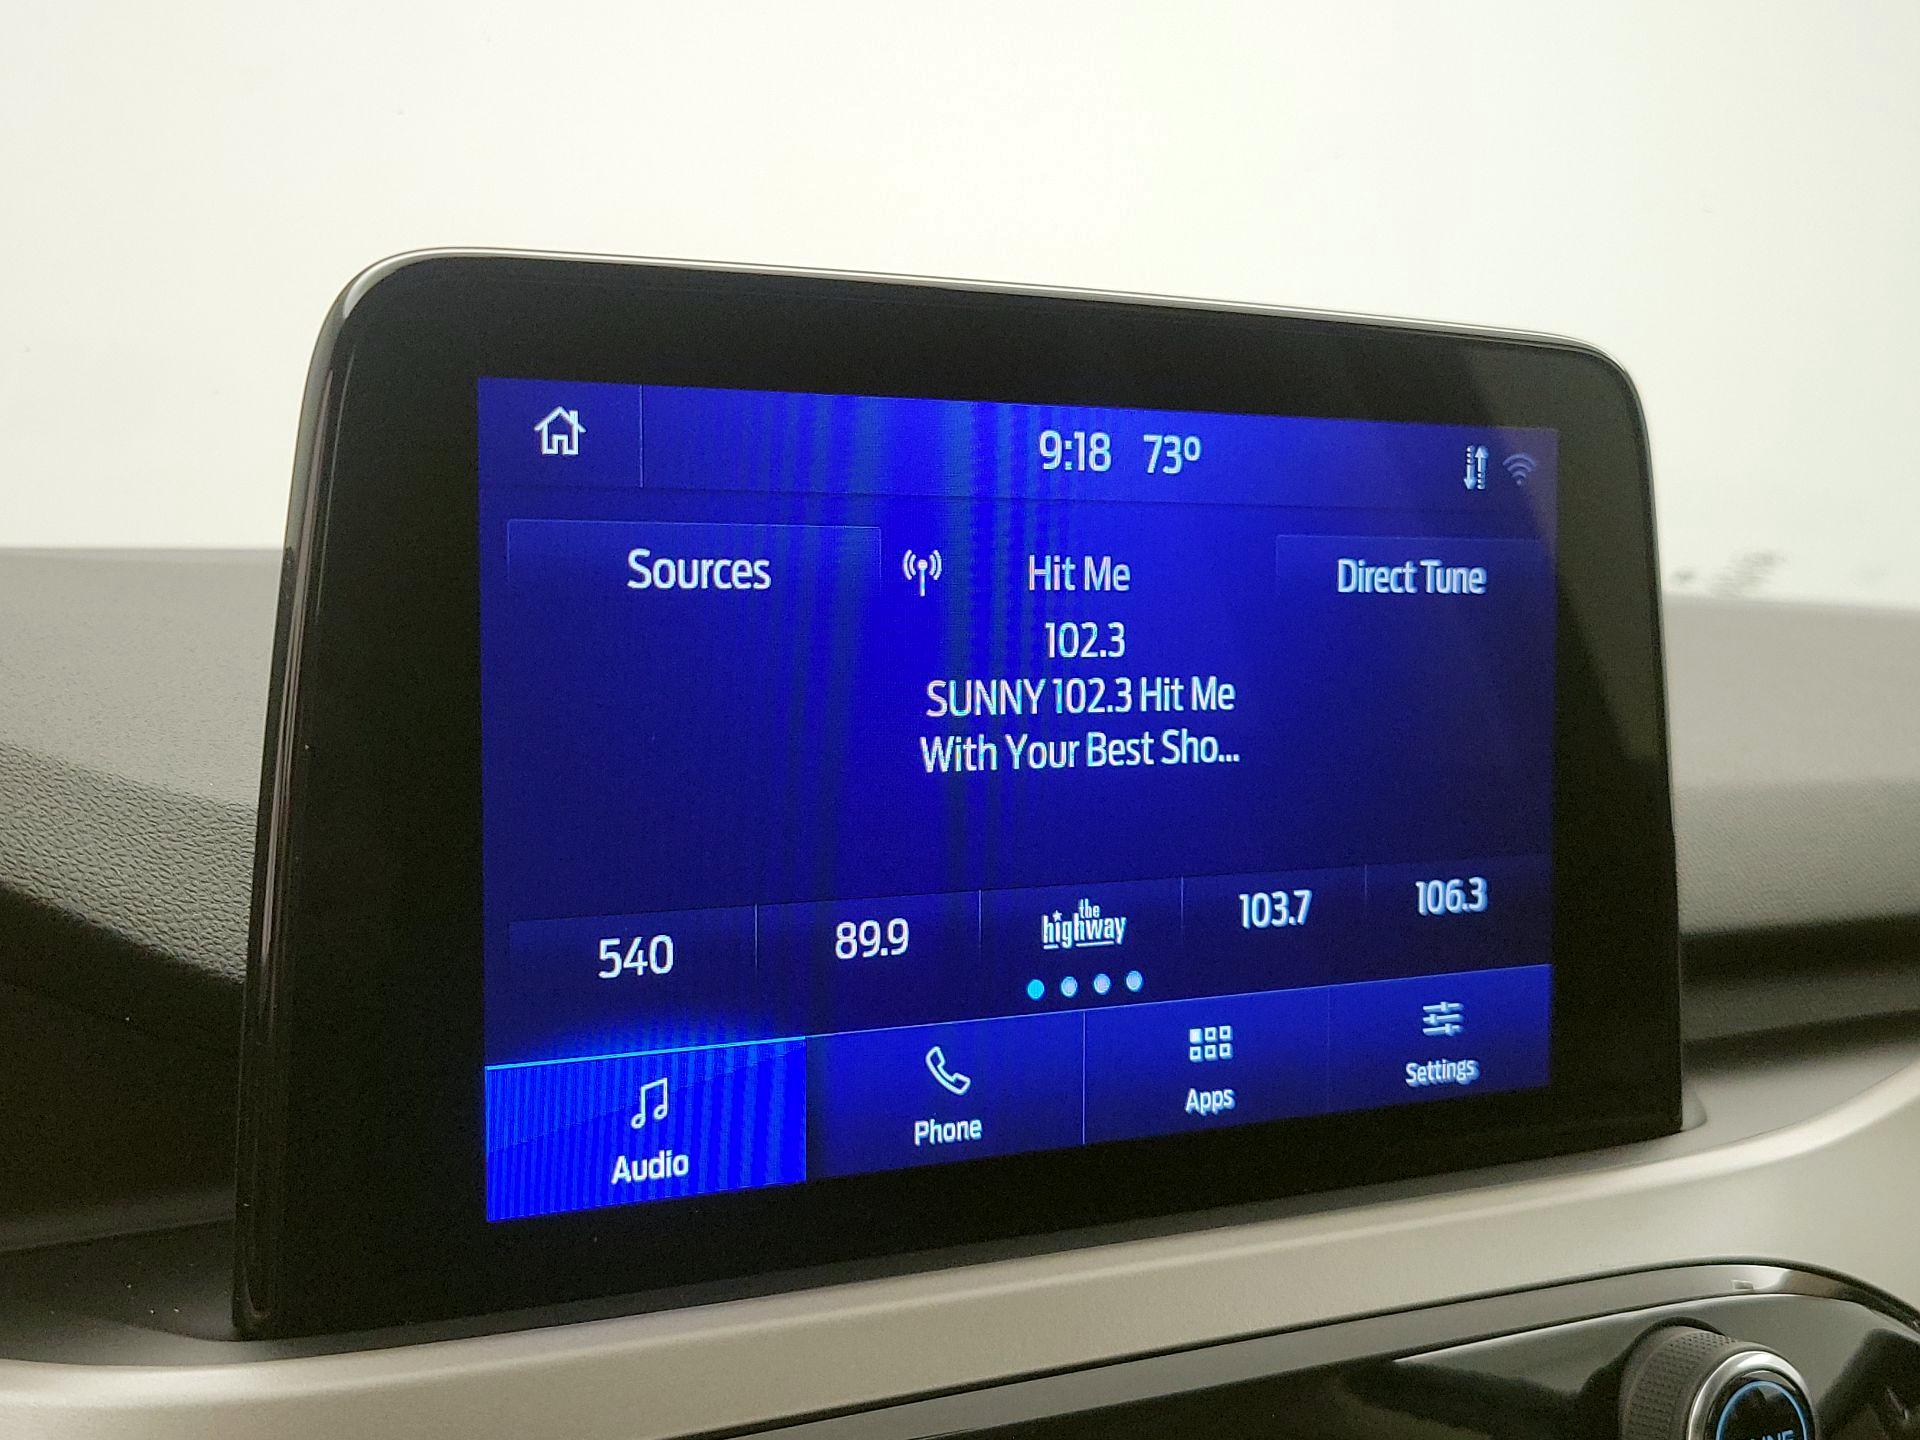 9:18 73°
Sources
Hit Me
Direct Tune
102.3
SUNNY 102.3 Hit Me
With Your Best Sho...
540
89.9
the
highway
103.7
106.3
Audio
Phone
Apps
Settings